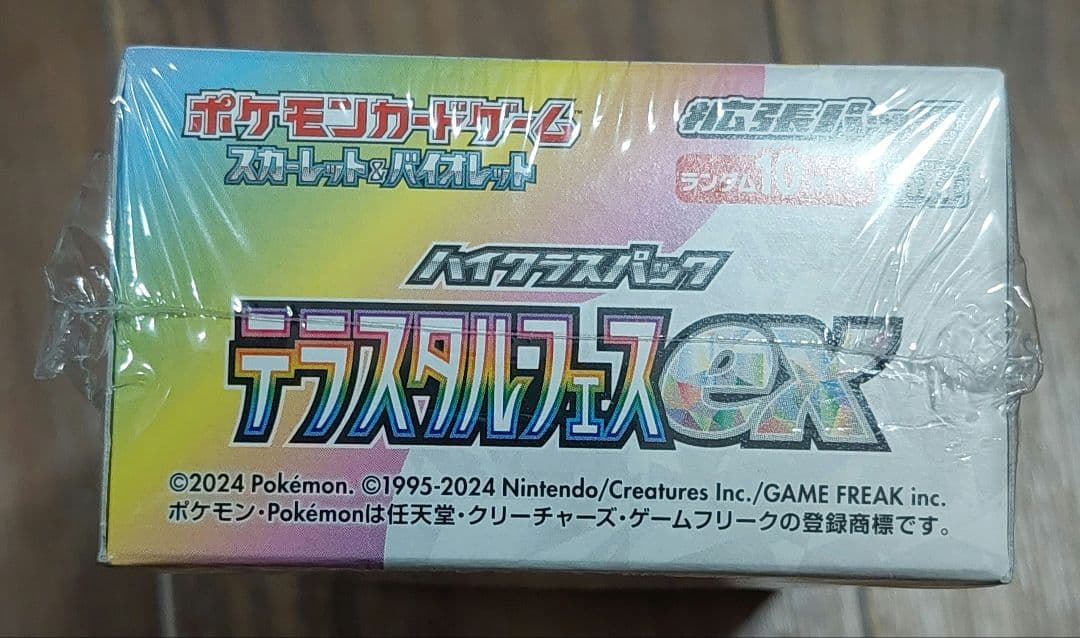 ポケモンカードゲーム
スカーレット&バイオレット
拡張パック
ランダム10
ハイクラスパック
テラスタル・フェスex
©2024 Pokémon. ©1995-2024 Nintendo/Creatures Inc./GAME FREAK inc.
ポケモン・Pokémonは任天堂・クリーチャーズ・ゲームフリークの登録商標です。